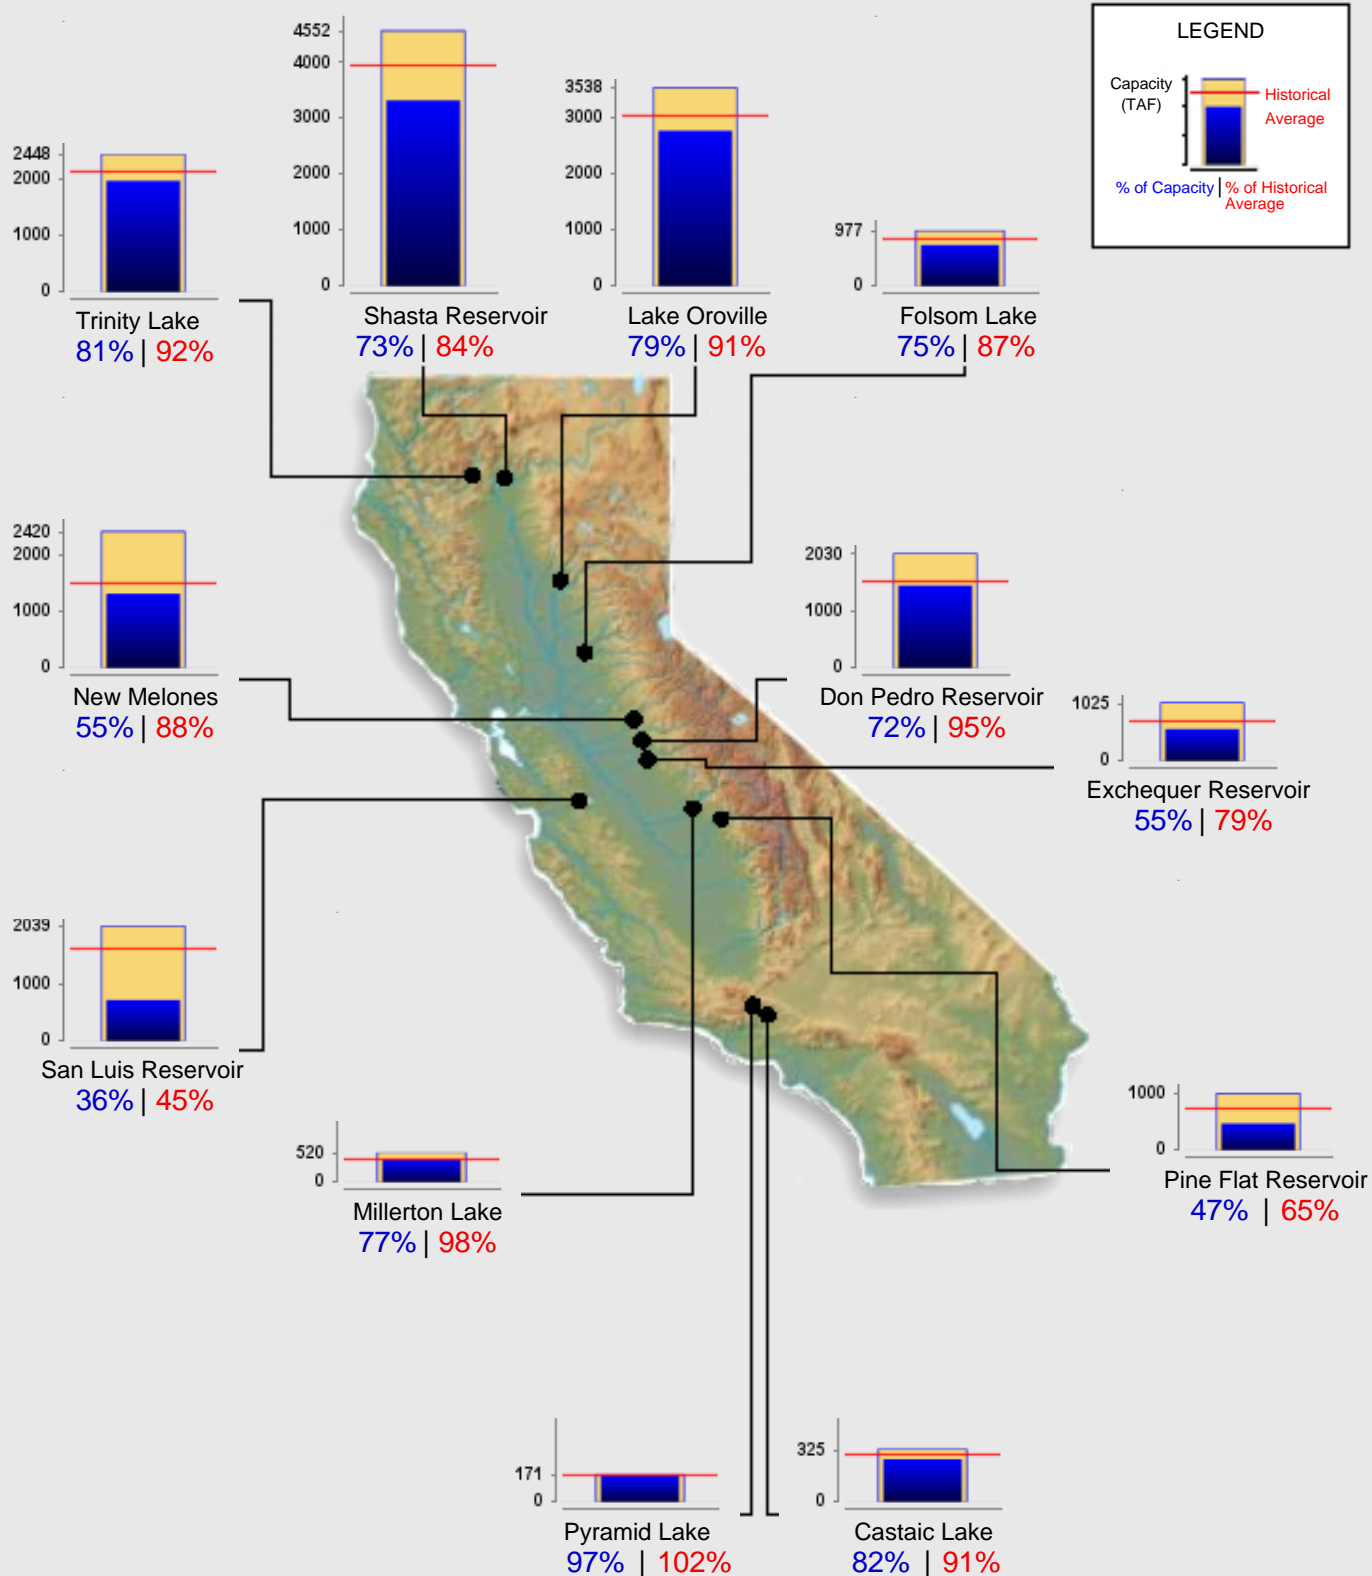 LEGEND
Capacity
(TAF)
Historical
Average
% of Capacity | % of Historical
Average
4552
4000
3000
2000
1000
0
Shasta Reservoir
73% | 84%
3538
3000
2000
1000
0
Lake Oroville
79% | 91%
2448
2000
1000
0
Trinity Lake
81% | 92%
977
0
Folsom Lake
75% | 87%
2420
2000
1000
0
New Melones
55% | 88%
2030
1000
0
Don Pedro Reservoir
72% | 95%
1025
0
Exchequer Reservoir
55% | 79%
2039
1000
0
San Luis Reservoir
36% | 45%
520
0
Millerton Lake
77% | 98%
1000
0
Pine Flat Reservoir
47% | 65%
171
0
Pyramid Lake
97% | 102%
325
0
Castaic Lake
82% | 91%